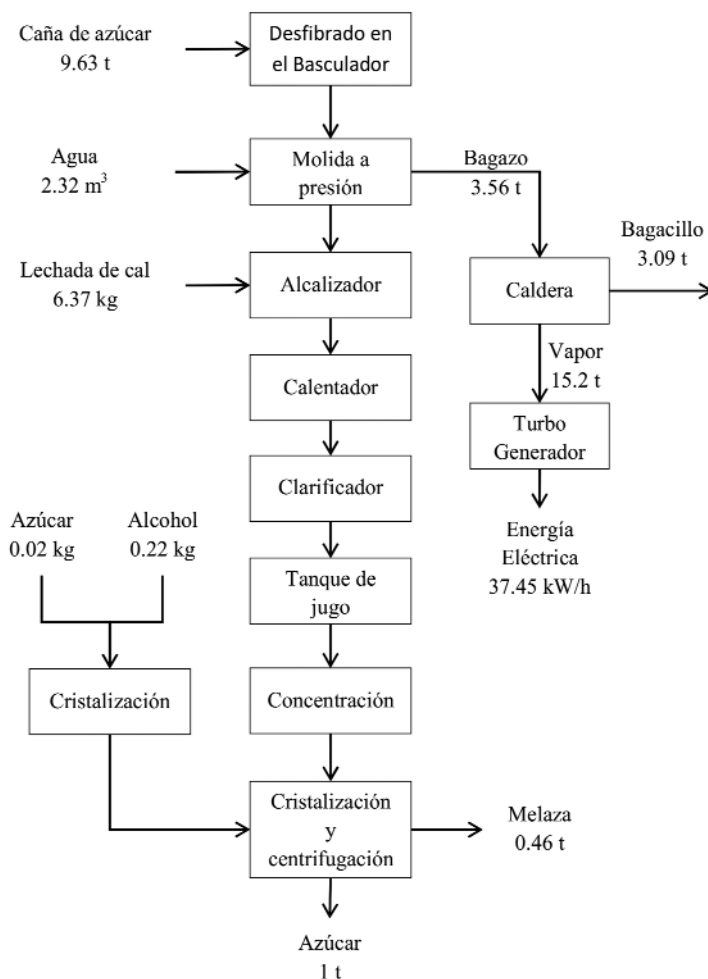 Caña de azúcar
9.63 t
Desfibrado en
el Basculador
Agua
2.32 m³
Molida a
presión
Bagazo
3.56 t
Bagacillo
3.09 t
Lechada de cal
6.37 kg
Alcalizador
Caldera
Vapor
15.2 t
Calentador
Turbo
Generador
Clarificador
Azúcar
0.02 kg
Alcohol
0.22 kg
Energía
Eléctrica
37.45 kW/h
Tanque de
jugo
Cristalización
Concentración
Cristalización
y
centrifugación
Melaza
0.46 t
Azúcar
1 t